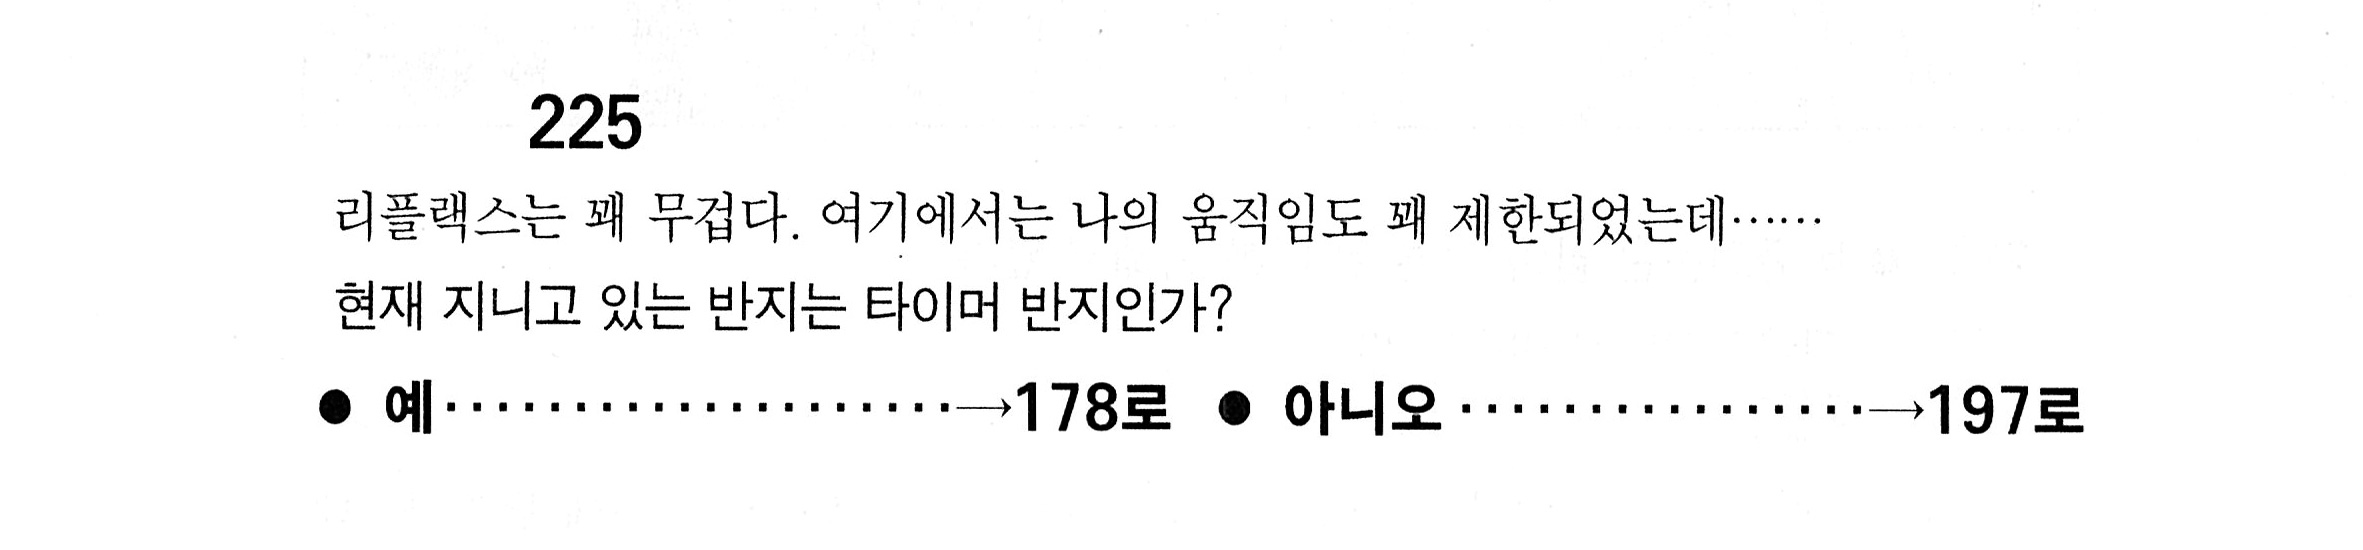 225
리플랙스는 꽤 무겁다. 여기에서는 나의 움직임도 꽤 제한되었는데……
현재 지니고 있는 반지는 타이머 반지인가?
● 예····················→178로 ● 아니오················→197로